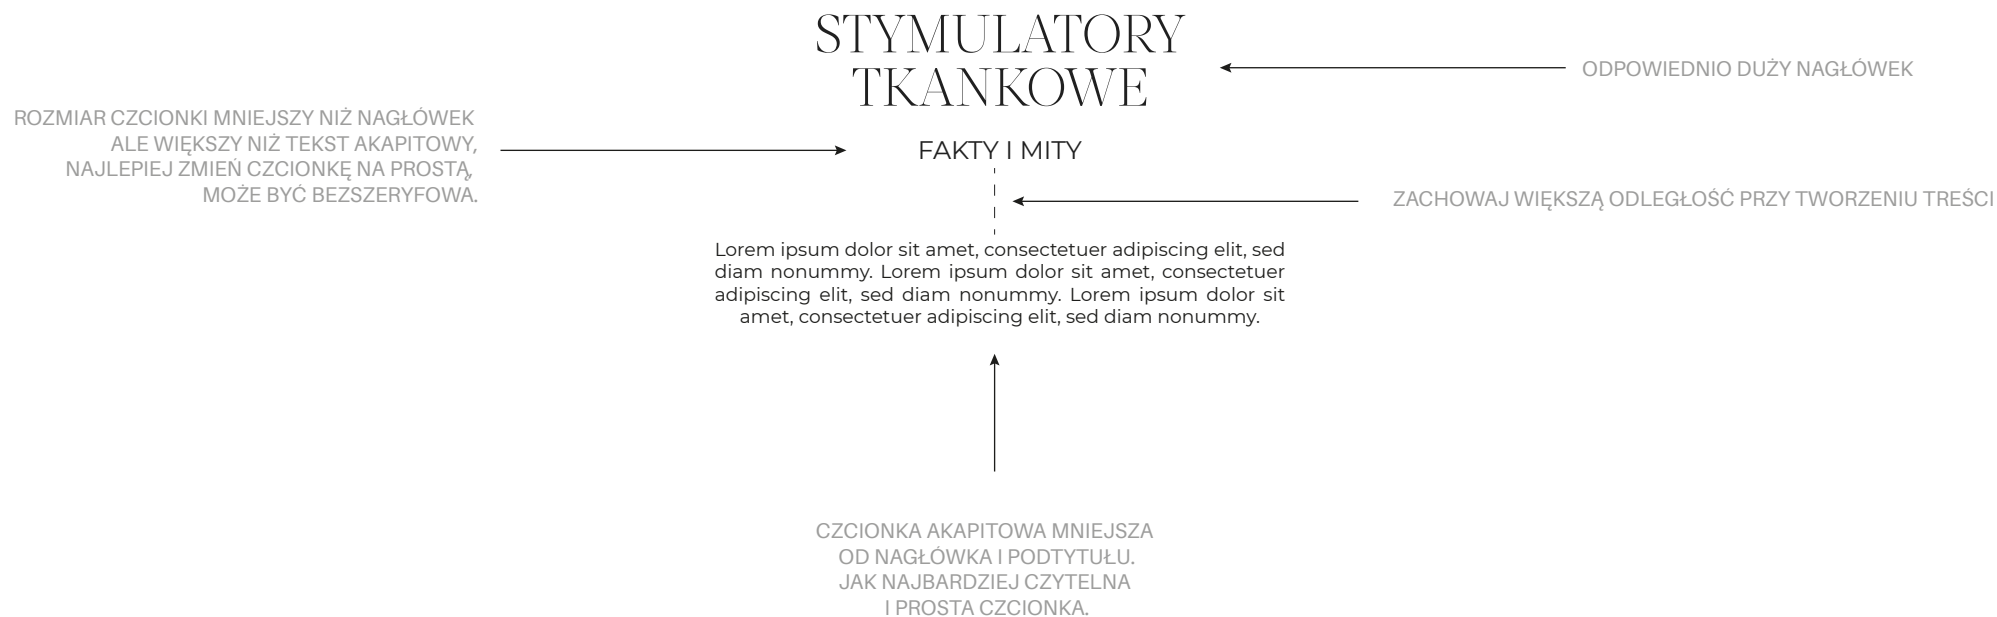 STYMULATORY
TKANKOWE
ODPOWIEDNIO DUŻY NAGŁÓWEK
ROZMIAR CZCIONKI MNIEJSZY NIŻ NAGŁÓWEK
ALE WIĘKSZY NIŻ TEKST AKAPITOWY,
NAJLEPIEJ ZMIEŃ CZCIONKĘ NA PROSTĄ,
MOŻE BYĆ BEZSZERYFOWA.
FAKTY I MITY
ZACHOWAJ WIĘKSZĄ ODLEGŁOŚĆ PRZY TWORZENIU TREŚCI
Lorem ipsum dolor sit amet, consectetuer adipiscing elit, sed
diam nonummy. Lorem ipsum dolor sit amet, consectetuer
adipiscing elit, sed diam nonummy. Lorem ipsum dolor sit
amet, consectetuer adipiscing elit, sed diam nonummy.
CZCIONKA AKAPITOWA MNIEJSZA
OD NAGŁÓWKA I PODTYTUŁU.
JAK NAJBARDZIEJ CZYTELNA
I PROSTA CZCIONKA.